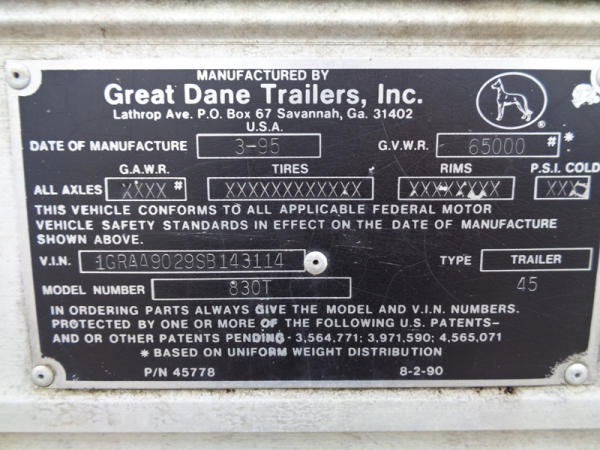 MANUFACTURED BY
Great Dane Trailers, Inc.
Lathrop Ave. P.O. Box 67 Savannah, Ga. 31402
U.S.A.
DATE OF MANUFACTURE 3-95 G.V.W.R. 65000 # *
G.A.W.R. TIRES RIMS P.S.I. COLD
ALL AXLES XXXX # XXXXXXXXXXXX XXXXXXX XXX
THIS VEHICLE CONFORMS TO ALL APPLICABLE FEDERAL MOTOR
VEHICLE SAFETY STANDARDS IN EFFECT ON THE DATE OF MANUFACTURE
SHOWN ABOVE.
V.I.N. 1GRAA9029SB143114 TYPE TRAILER
MODEL NUMBER 830T 45
IN ORDERING PARTS ALWAYS GIVE THE MODEL AND V.I.N. NUMBERS.
PROTECTED BY ONE OR MORE OF THE FOLLOWING U.S. PATENTS—
AND OR OTHER PATENTS PENDING - 3,564,771; 3,971,590; 4,565,071
* BASED ON UNIFORM WEIGHT DISTRIBUTION
P/N 45778 8-2-90
®